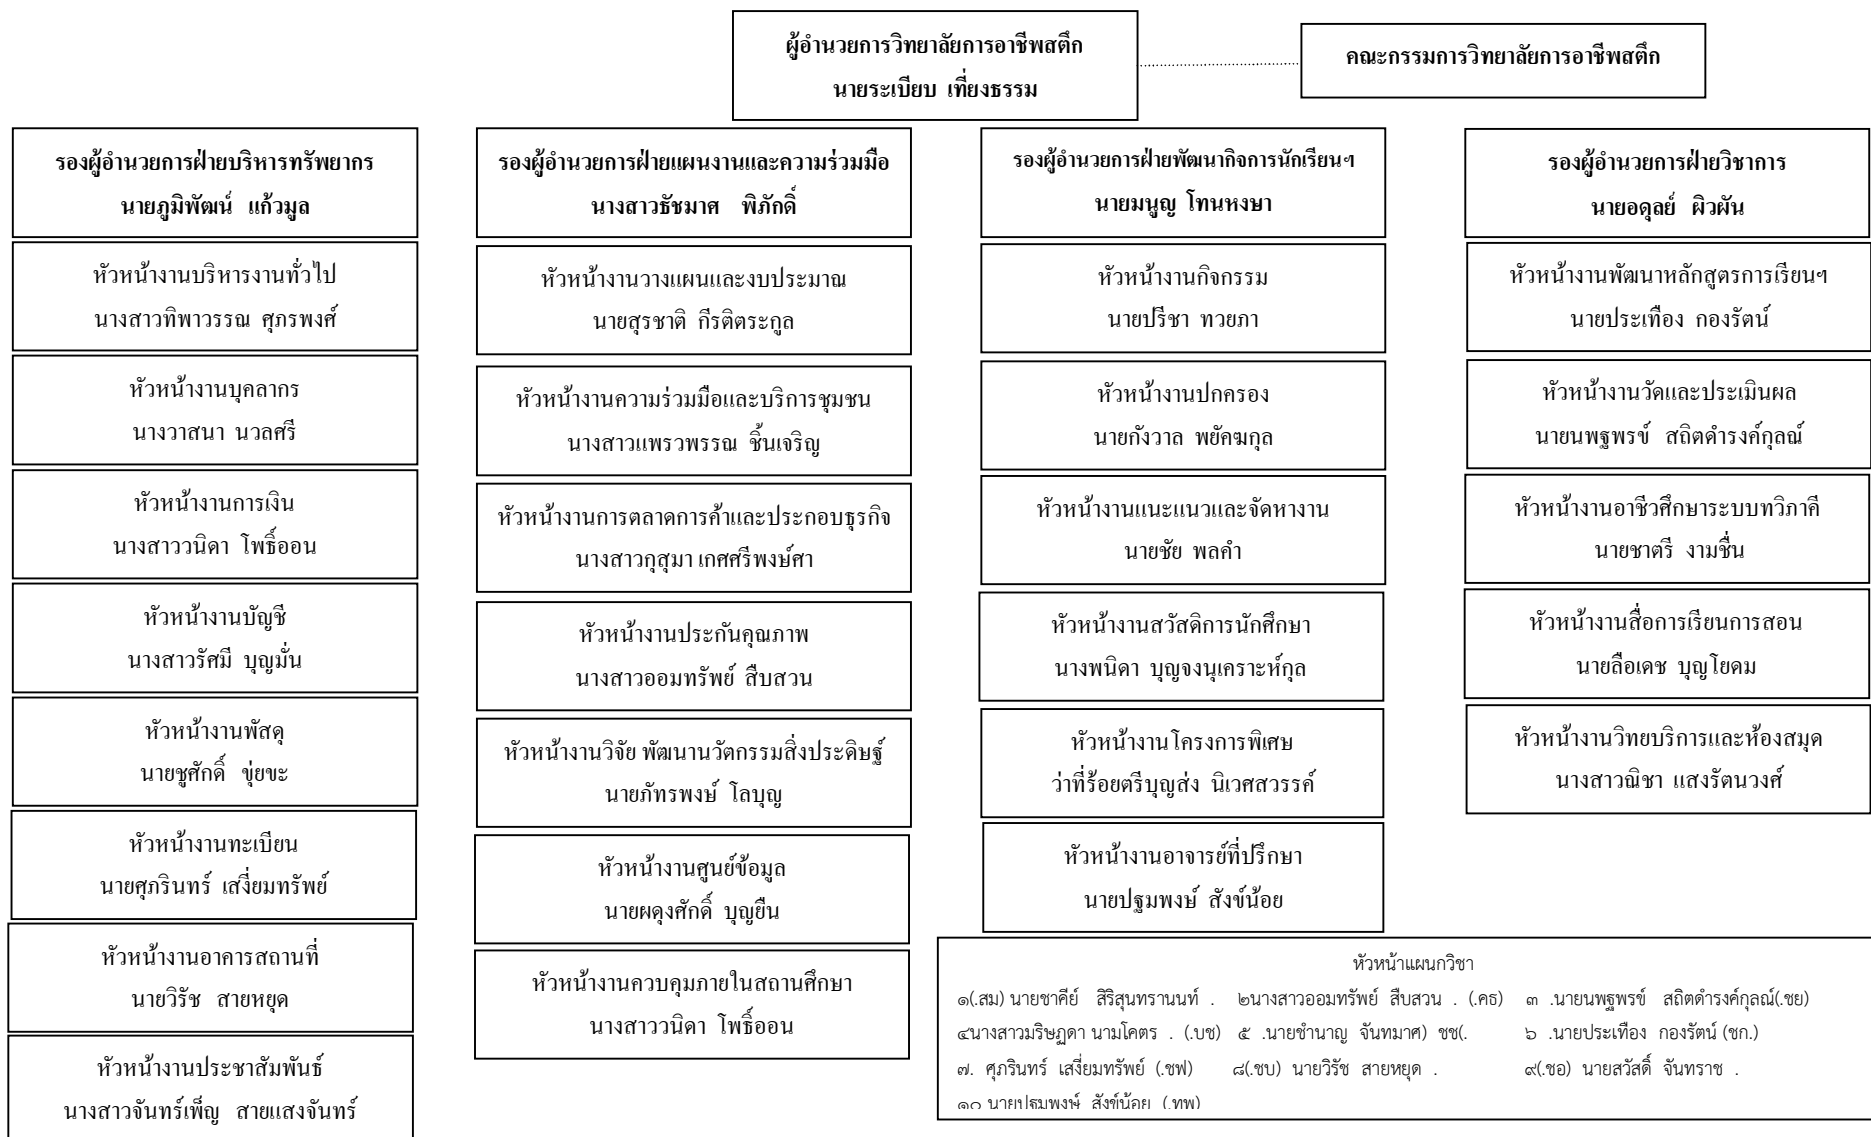 ผู้อำนวยการวิทยาลัยการอาชีพสตึก
นายระเบียบ เที่ยงธรรม
คณะกรรมการวิทยาลัยการอาชีพสตึก
รองผู้อำนวยการฝ่ายบริหารทรัพยากร
นายภูมิพัฒน์ แก้วมูล
หัวหน้างานบริหารงานทั่วไป
นางสาวทิพาวรรณ ศุภรพงศ์
หัวหน้างานบุคลากร
นางวาสนา นวลศรี
หัวหน้างานการเงิน
นางสาววนิดา โพธิ์ออน
หัวหน้างานบัญชี
นางสาวรัศมี บุญมั่น
หัวหน้างานพัสดุ
นายชูศักดิ์ ขุ่ยขะ
หัวหน้างานทะเบียน
นายศุภรินทร์ เสงี่ยมทรัพย์
หัวหน้างานอาคารสถานที่
นายวิรัช สายหยุด
หัวหน้างานประชาสัมพันธ์
นางสาวจันทร์เพ็ญ สายแสงจันทร์
รองผู้อำนวยการฝ่ายแผนงานและความร่วมมือ
นางสาวธัชมาศ พิภักดิ์
หัวหน้างานวางแผนและงบประมาณ
นายสุรชาติ กีรติตระกูล
หัวหน้างานความร่วมมือและบริการชุมชน
นางสาวแพรวพรรณ ชิ้นเจริญ
หัวหน้างานการตลาดการค้าและประกอบธุรกิจ
นางสาวกุสุมา เกศศรีพงษ์ศา
หัวหน้างานประกันคุณภาพ
นางสาวออมทรัพย์ สืบสวน
หัวหน้างานวิจัย พัฒนานวัตกรรมสิ่งประดิษฐ์
นายภัทรพงษ์ โลบุญ
หัวหน้างานศูนย์ข้อมูล
นายผดุงศักดิ์ บุญยืน
หัวหน้างานควบคุมภายในสถานศึกษา
นางสาววนิดา โพธิ์ออน
รองผู้อำนวยการฝ่ายพัฒนากิจการนักเรียนฯ
นายมนูญ โทนหงษา
หัวหน้างานกิจกรรม
นายปรีชา ทวยภา
หัวหน้างานปกครอง
นายกังวาล พยัคฆกุล
หัวหน้างานแนะแนวและจัดหางาน
นายชัย พลคำ
หัวหน้างานสวัสดิการนักศึกษา
นางพนิดา บุญจงนุเคราะห์กุล
หัวหน้างานโครงการพิเศษ
ว่าที่ร้อยตรีบุญส่ง นิเวศสวรรค์
หัวหน้างานอาจารย์ที่ปรึกษา
นายปฐมพงษ์ สังข์น้อย
รองผู้อำนวยการฝ่ายวิชาการ
นายอดุลย์ ผิวผัน
หัวหน้างานพัฒนาหลักสูตรการเรียนฯ
นายประเทือง กองรัตน์
หัวหน้างานวัดและประเมินผล
นายนพฐพรข์ สถิตดำรงค์กุลณ์
หัวหน้างานอาชีวศึกษาระบบทวิภาคี
นายชาตรี งามชื่น
หัวหน้างานสื่อการเรียนการสอน
นายลือเดช บุญโยดม
หัวหน้างานวิทยบริการและห้องสมุด
นางสาวณิชา แสงรัตนวงศ์
หัวหน้าแผนกวิชา
๑(.สม) นายชาคีย์ สิริสุนทรานนท์ . ๒นางสาวออมทรัพย์ สืบสวน . (.คธ) ๓ .นายนพฐพรข์ สถิตดำรงค์กุลณ์(.ชย)
๔นางสาวมริษฎดา นามโคตร . (.บช) ๕ .นายชำนาญ จันทมาศ) ชช(. ๖ .นายประเทือง กองรัตน์ (ชก.)
๗. ศุภรินทร์ เสงี่ยมทรัพย์ (.ชฟ) ๘(.ชบ) นายวิรัช สายหยุด . ๙(.ชอ) นายสวัสดิ์ จันทราช .
๑๐ นายปฐมพงษ์ สังข์น้อย (.ทพ)